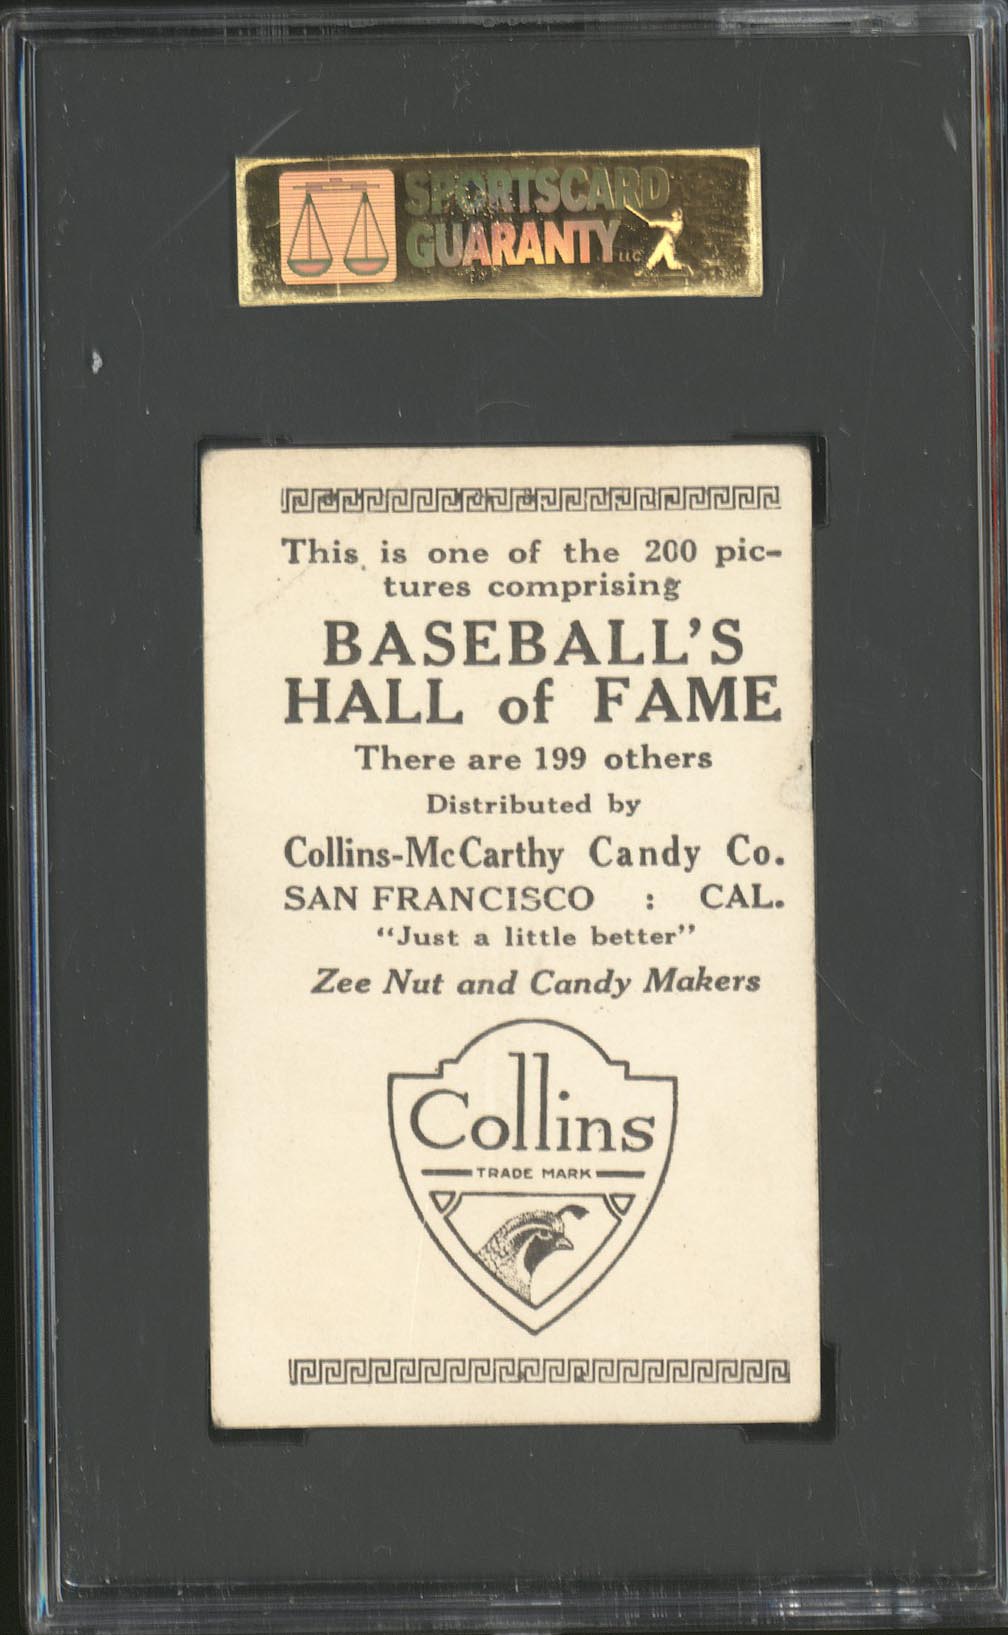 SPORTSCARD
GUARANTY LLC
This is one of the 200 pic-
tures comprising
BASEBALL'S
HALL of FAME
There are 199 others
Distributed by
Collins-McCarthy Candy Co.
SAN FRANCISCO : CAL.
"Just a little better"
Zee Nut and Candy Makers
Collins
TRADE MARK